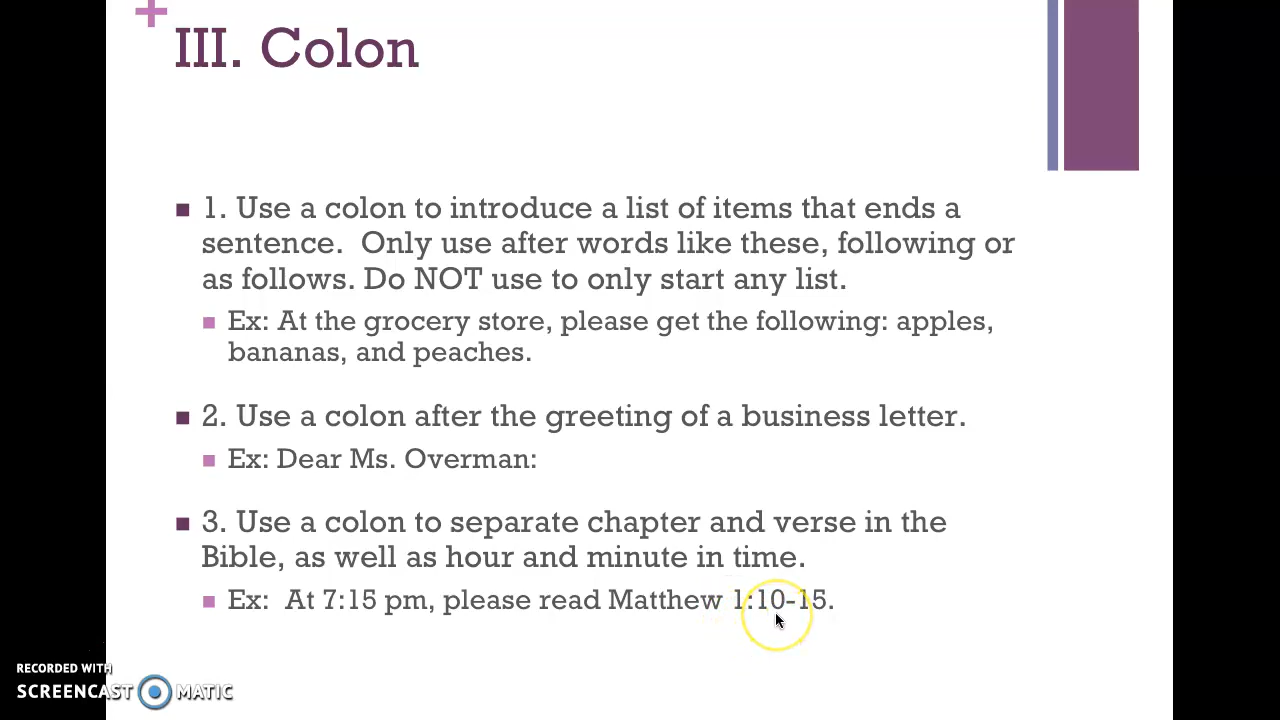 III. Colon
1. Use a colon to introduce a list of items that ends a
sentence.  Only use after words like these, following or
as follows. Do NOT use to only start any list.
Ex: At the grocery store, please get the following: apples,
bananas, and peaches.
2. Use a colon after the greeting of a business letter.
Ex: Dear Ms. Overman:
3. Use a colon to separate chapter and verse in the
Bible, as well as hour and minute in time.
Ex:  At 7:15 pm, please read Matthew 1:10-15.
RECORDED WITH
SCREENCAST MATIC